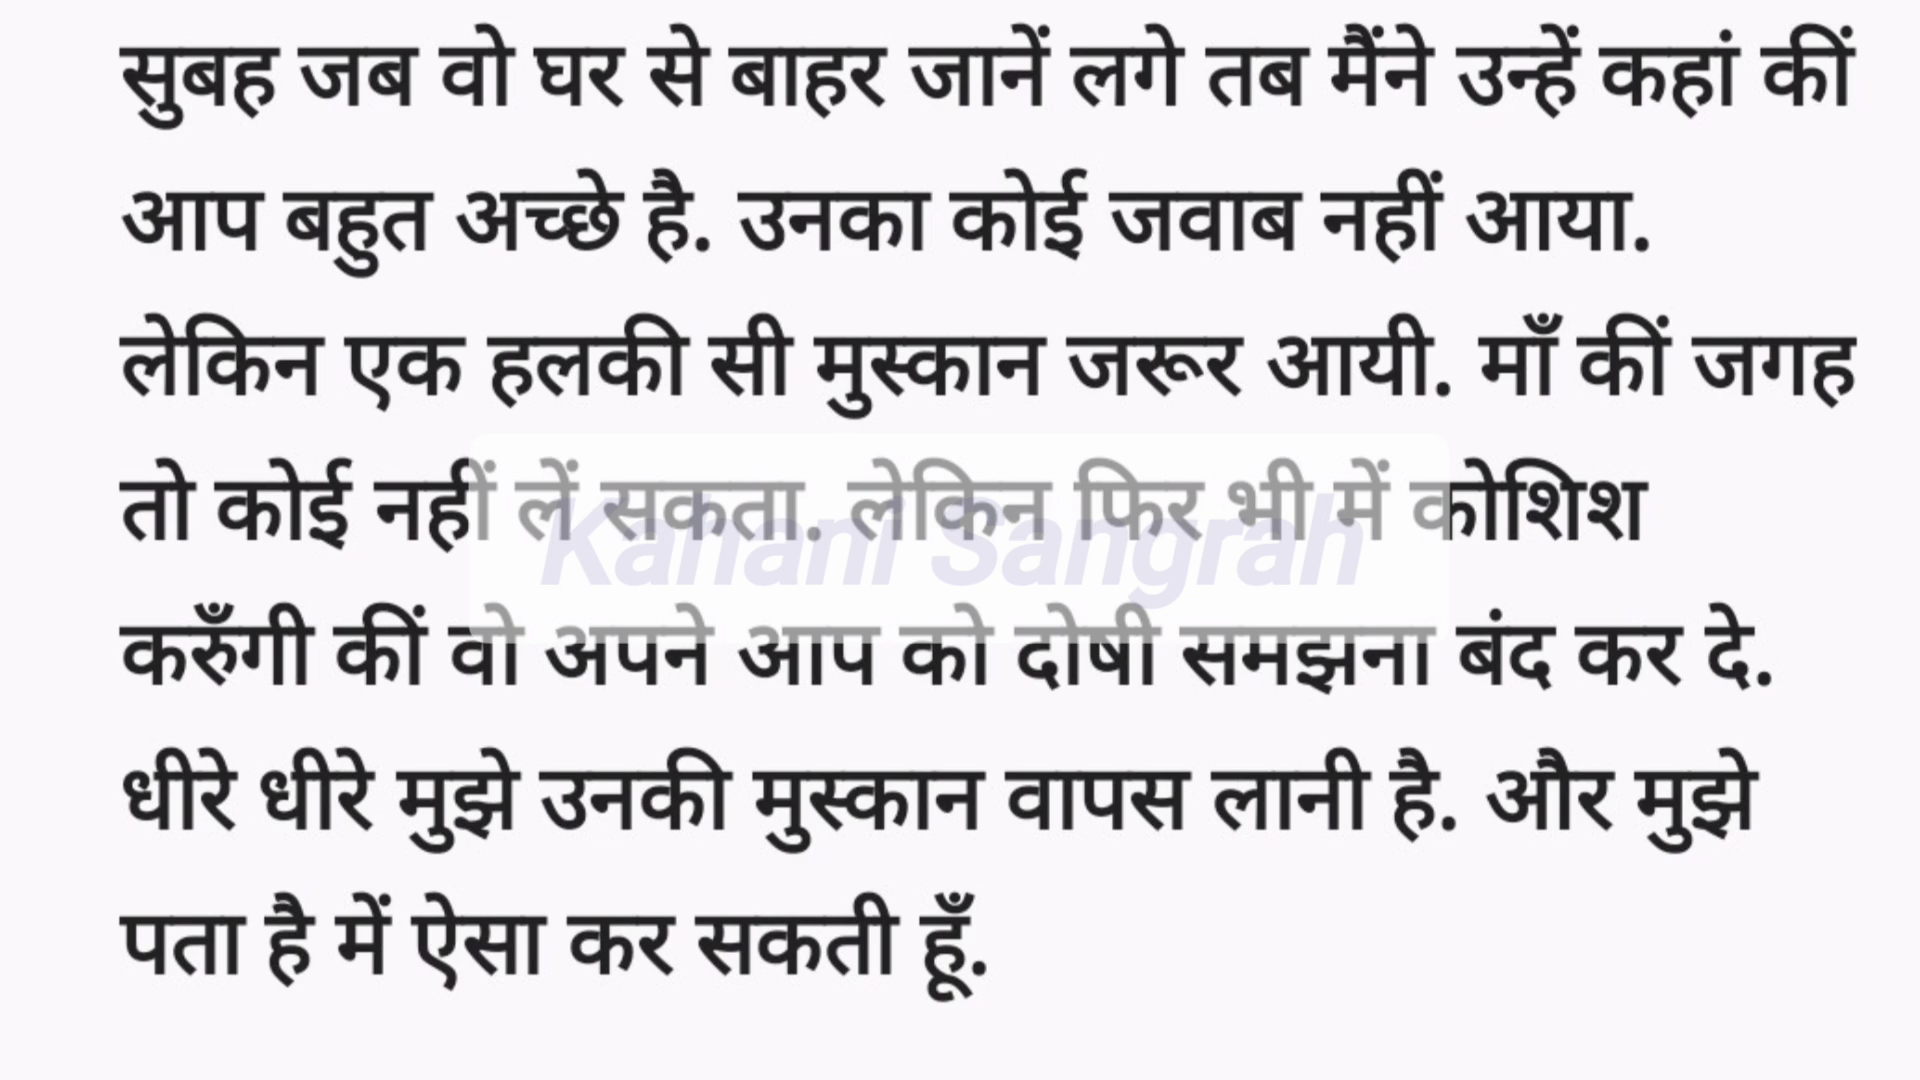 सुबह जब वो घर से बाहर जानें लगे तब मैंने उन्हें कहां कीं
आप बहुत अच्छे है. उनका कोई जवाब नहीं आया.
लेकिन एक हलकी सी मुस्कान जरूर आयी. माँ कीं जगह
तो कोई नहीं लें सकता. लेकिन फिर भी में कोशिश
Kahani Sangrah
करुँगी कीं वो अपने आप को दोषी समझना बंद कर दे.
धीरे धीरे मुझे उनकी मुस्कान वापस लानी है. और मुझे
पता है में ऐसा कर सकती हूँ.